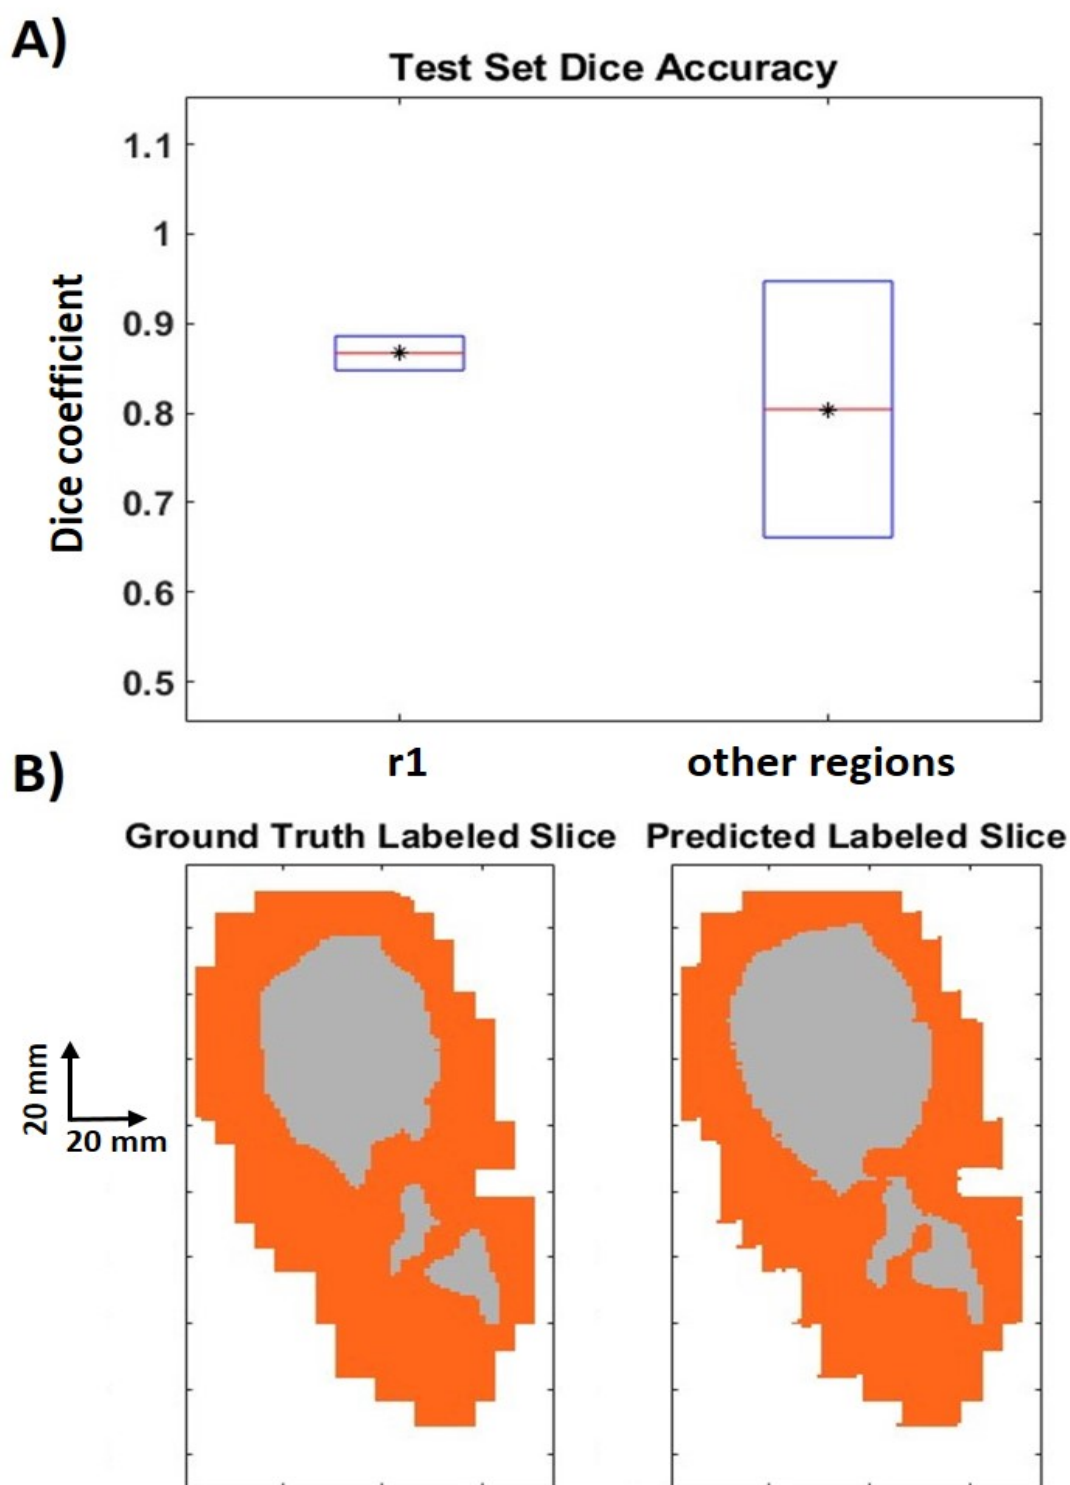 A)
Test Set Dice Accuracy
1.1
1
0.9
0.8
0.7
0.6
0.5
Dice coefficient
r1
other regions
B)
Ground Truth Labeled Slice
Predicted Labeled Slice
20 mm
20 mm